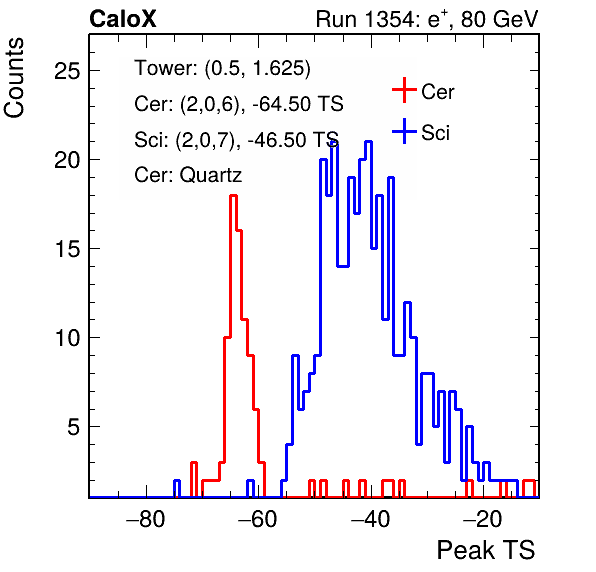 CaloX Run 1354: e⁺, 80 GeV
Counts
Tower: (0.5, 1.625)
Cer: (2,0,6), -64.50 TS
Sci: (2,0,7), -46.50 TS
Cer: Quartz
Cer
Sci
25
20
15
10
5
−80 −60 −40 −20
Peak TS